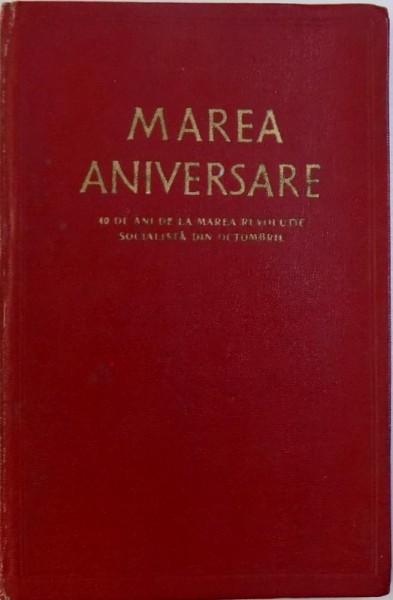 MAREA
ANIVERSARE
40 DE ANI DE LA MAREA REVOLUȚIE
SOCIALISTĂ DIN OCTOMBRIE